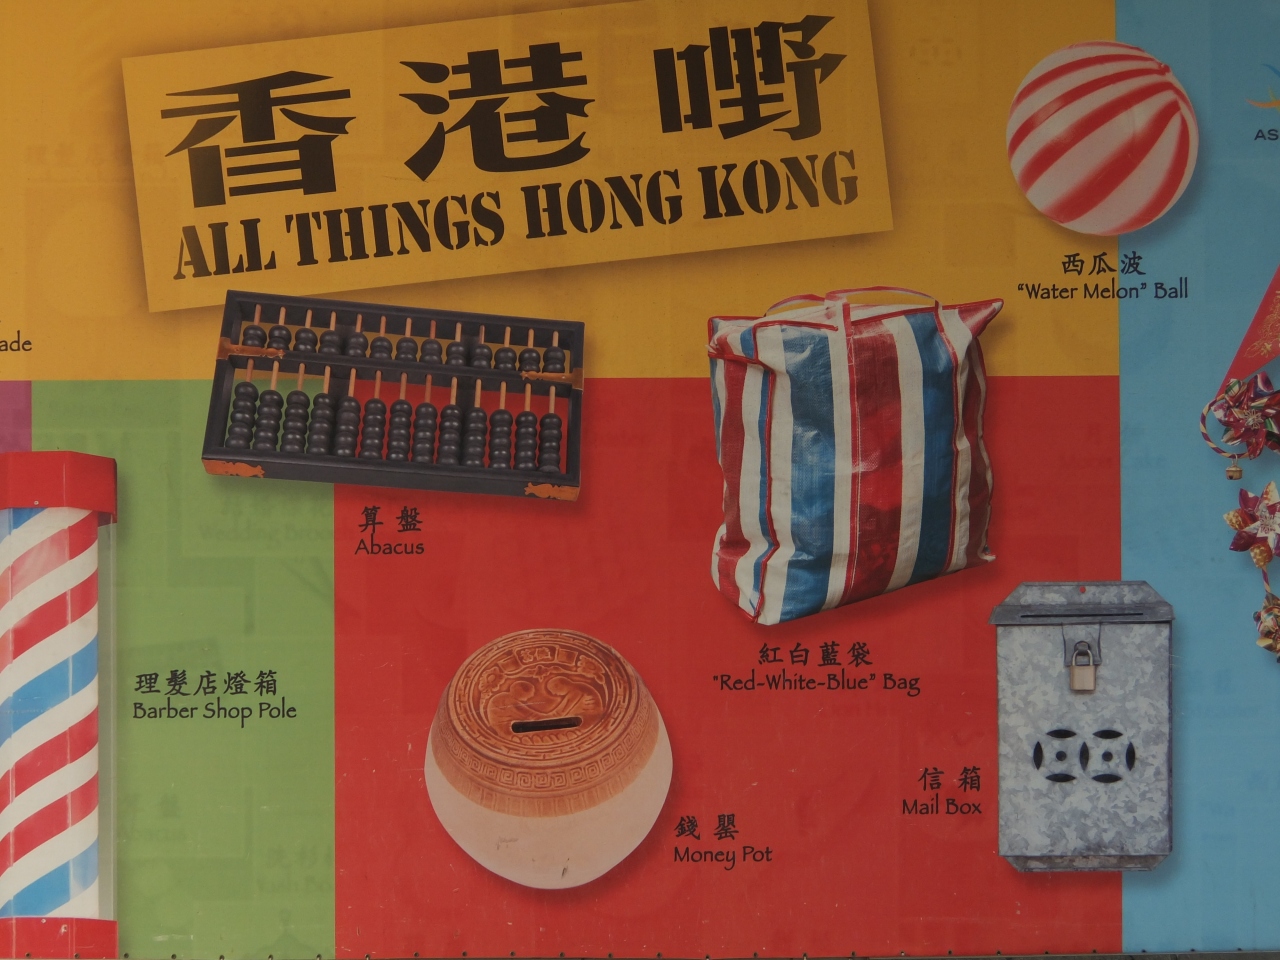 香港嘢
ALL THINGS HONG KONG
西瓜波
"Water Melon" Ball
AS
ade
算盤
Abacus
紅白藍袋
"Red-White-Blue" Bag
理髮店燈箱
Barber Shop Pole
信箱
Mail Box
錢罌
Money Pot